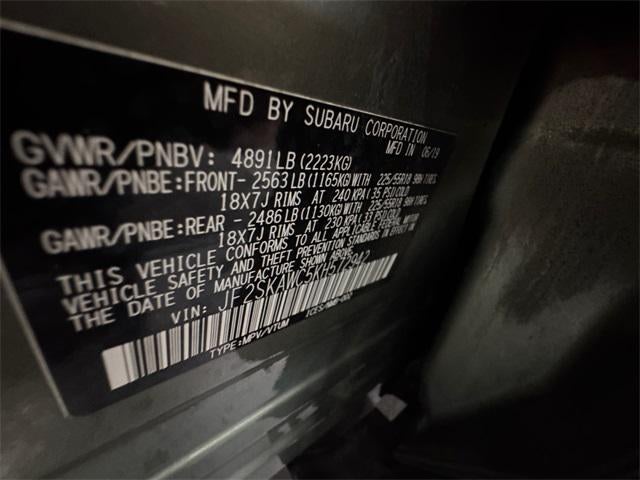 MFD BY SUBARU CORPORATION
MFD IN 06/19
GVWR/PNBV: 4891LB(2223KG)
GAWR/PNBE:FRONT- 2563LB(1165KG)WITH 225/55R18 98H TIRES
18X7J RIMS AT 240 KPA(35 PSI)COLD
GAWR/PNBE:REAR - 2486LB(1130KG)WITH 225/55R18 98H TIRES
18X7J RIMS AT 230 KPA(33 PSI)COLD
THIS VEHICLE CONFORMS TO ALL APPLICABLE FEDERAL MOTOR
VEHICLE SAFETY AND THEFT PREVENTION STANDARDS IN EFFECT ON
THE DATE OF MANUFACTURE SHOWN ABOVE.
VIN:
TYPE:MPV/VTUM